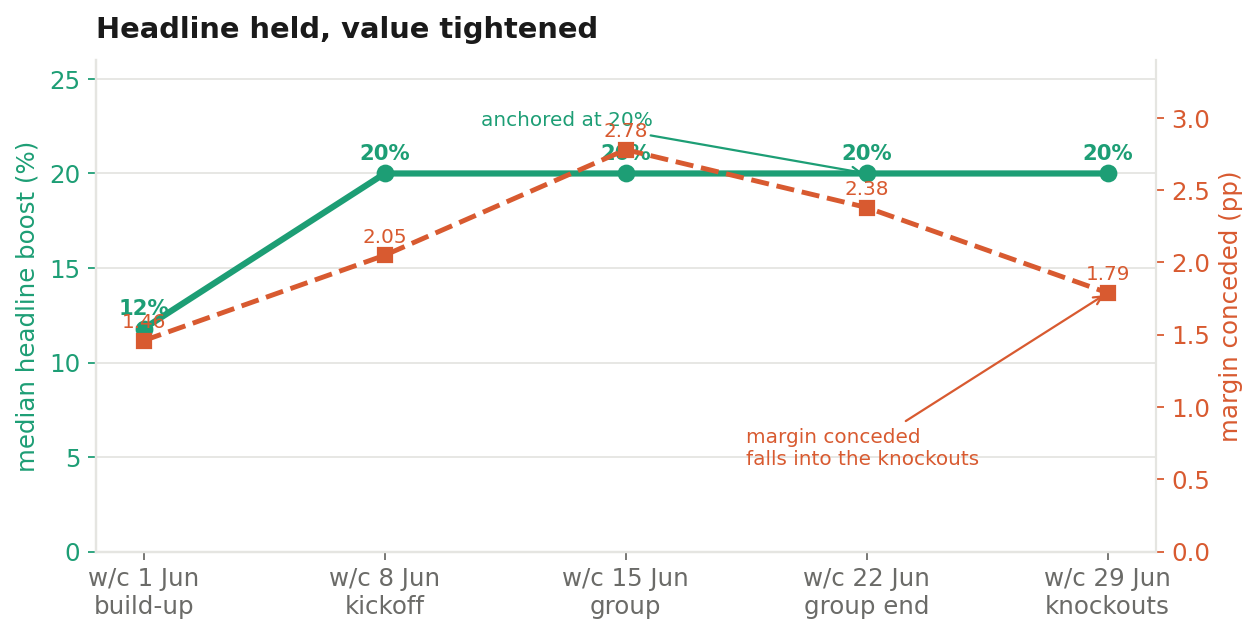 Headline held, value tightened
median headline boost (%)
25
20
15
10
5
0
margin conceded (pp)
3.0
2.5
2.0
1.5
1.0
0.5
0.0
anchored at 20%
12%
20%
20%
20%
20%
1.46
2.05
2.78
2.38
1.79
margin conceded
falls into the knockouts
w/c 1 Jun
build-up
w/c 8 Jun
kickoff
w/c 15 Jun
group
w/c 22 Jun
group end
w/c 29 Jun
knockouts